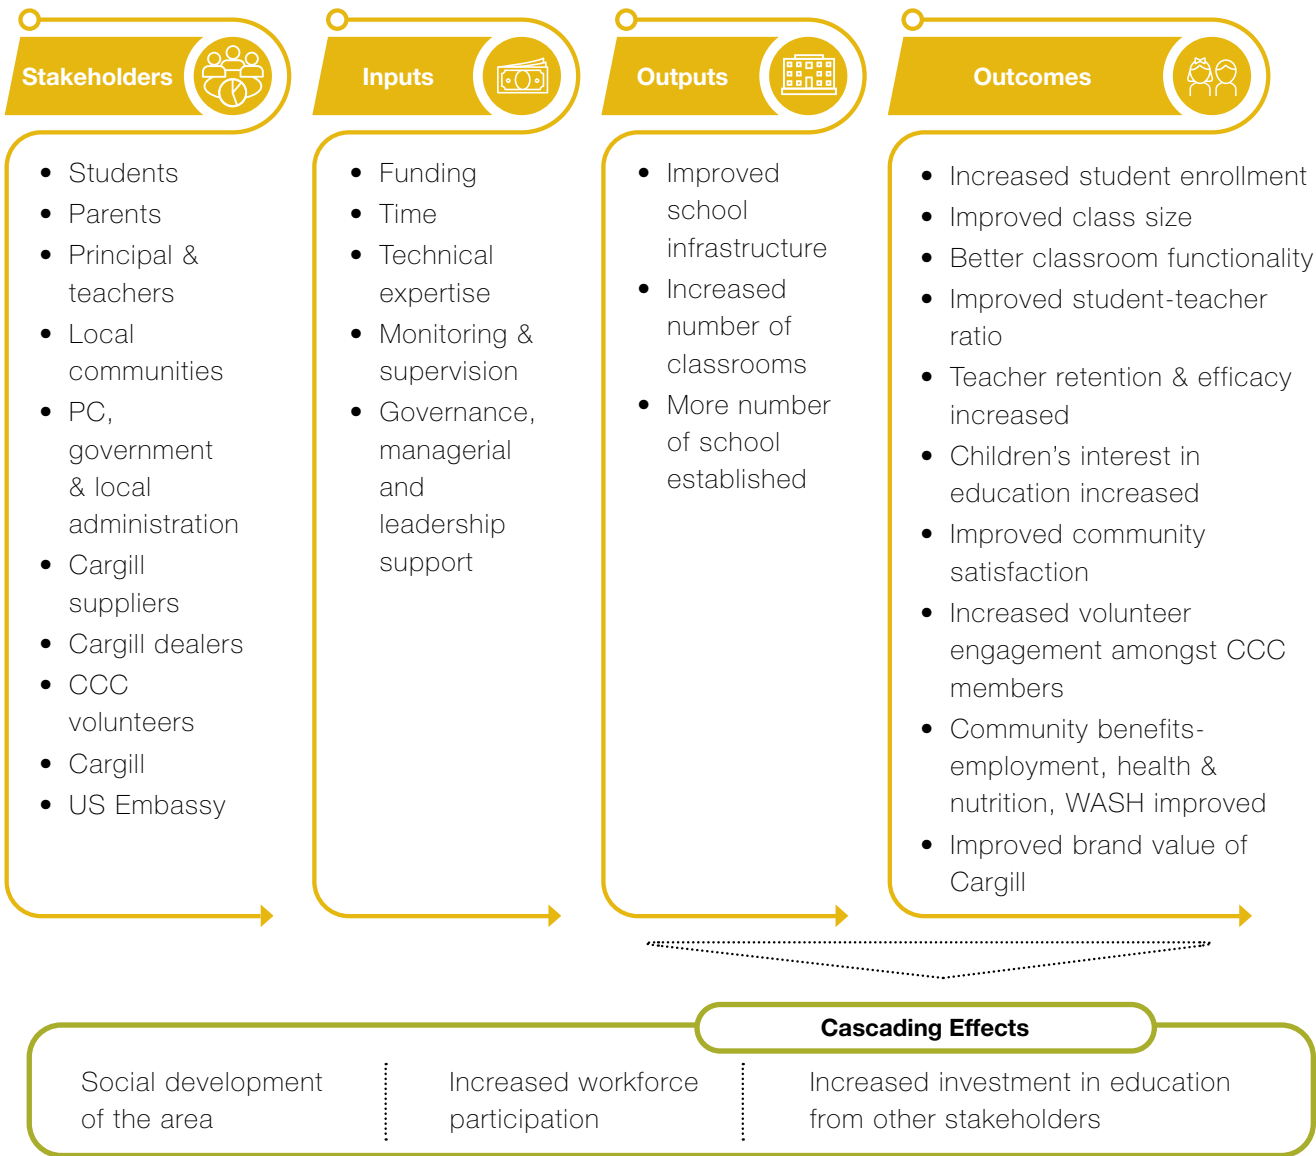 Stakeholders
• Students
• Parents
• Principal &
teachers
• Local
communities
• PC,
government
& local
administration
• Cargill
suppliers
• Cargill dealers
• CCC
volunteers
• Cargill
• US Embassy
Inputs
• Funding
• Time
• Technical
expertise
• Monitoring &
supervision
• Governance,
managerial
and
leadership
support
Outputs
• Improved
school
infrastructure
• Increased
number of
classrooms
• More number
of school
established
Outcomes
• Increased student enrollment
• Improved class size
• Better classroom functionality
• Improved student-teacher
ratio
• Teacher retention & efficacy
increased
• Children’s interest in
education increased
• Improved community
satisfaction
• Increased volunteer
engagement amongst CCC
members
• Community benefits-
employment, health &
nutrition, WASH improved
• Improved brand value of
Cargill
Cascading Effects
Social development
of the area
Increased workforce
participation
Increased investment in education
from other stakeholders